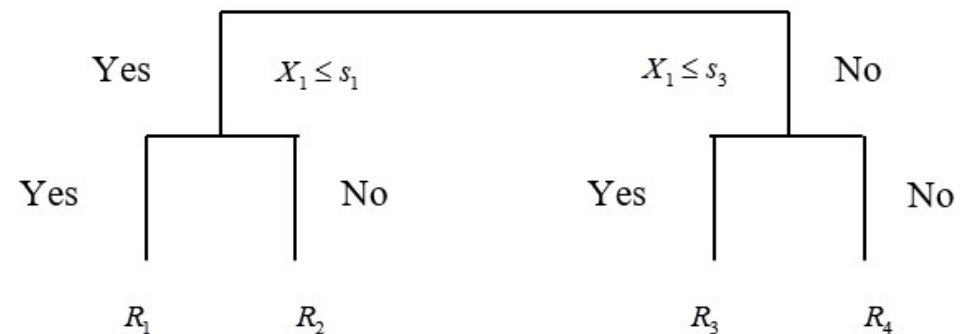 Yes X₁ ≤ s₁ X₁ ≤ s₃ No
Yes No Yes No
R₁ R₂ R₃ R₄